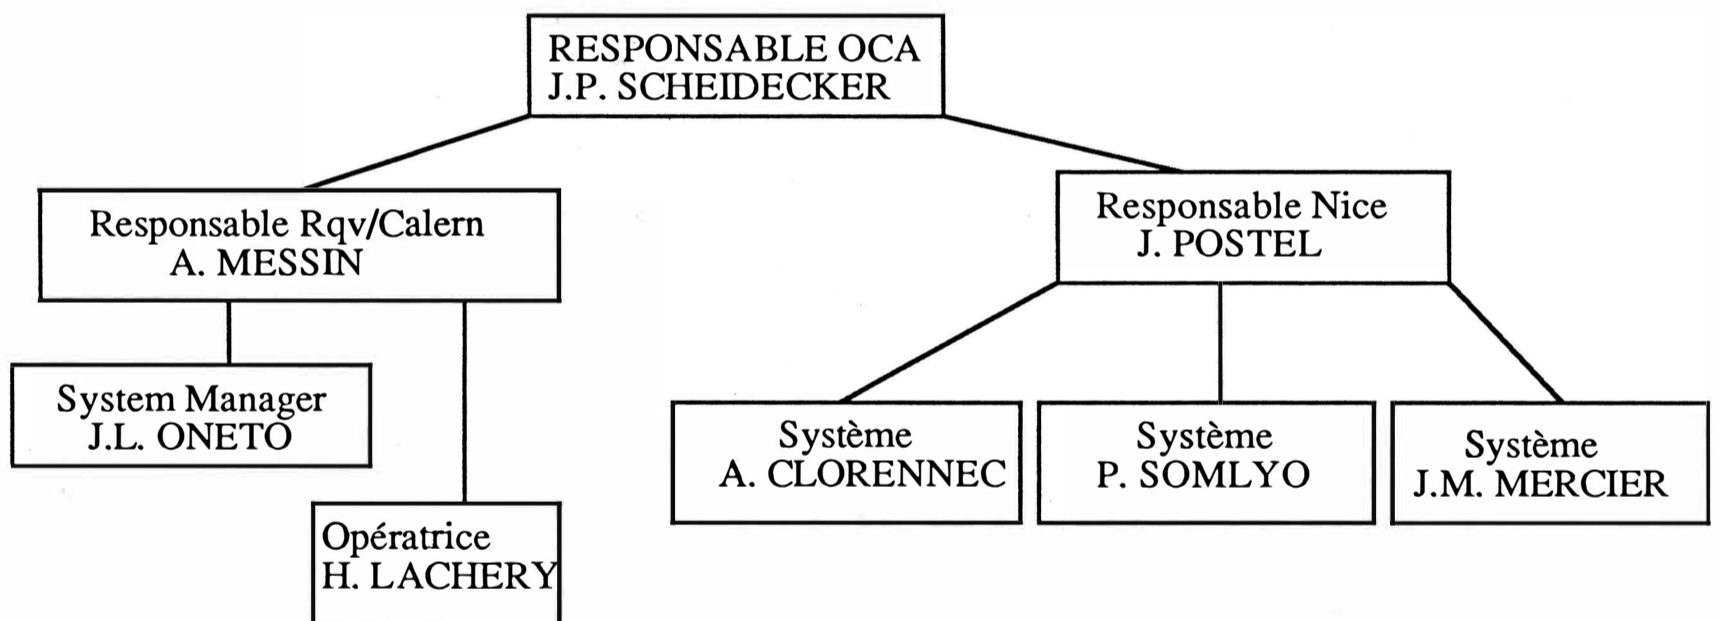 RESPONSABLE OCA
J.P. SCHEIDECKER
Responsable Rqv/Calern
A. MESSIN
Responsable Nice
J. POSTEL
System Manager
J.L. ONETO
Opératrice
H. LACHERY
Système
A. CLORENNEC
Système
P. SOMLYO
Système
J.M. MERCIER